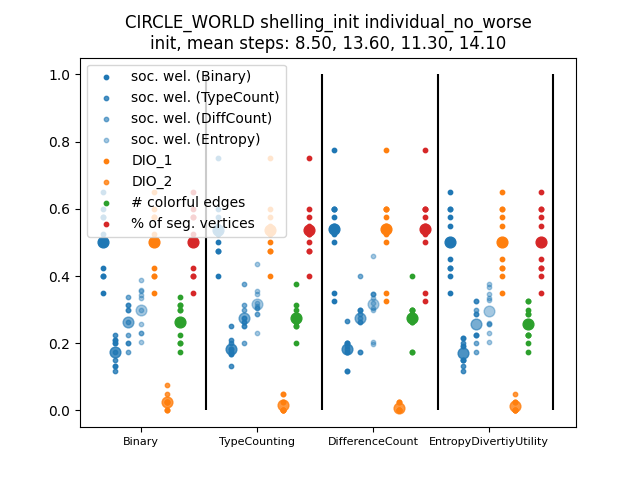 CIRCLE_WORLD shelling_init individual_no_worse
init, mean steps: 8.50, 13.60, 11.30, 14.10
1.0
0.8
0.6
0.4
0.2
0.0
soc. wel. (Binary)
soc. wel. (TypeCount)
soc. wel. (DiffCount)
soc. wel. (Entropy)
DIO_1
DIO_2
# colorful edges
% of seg. vertices
Binary
TypeCounting
DifferenceCount
EntropyDivertiyUtility